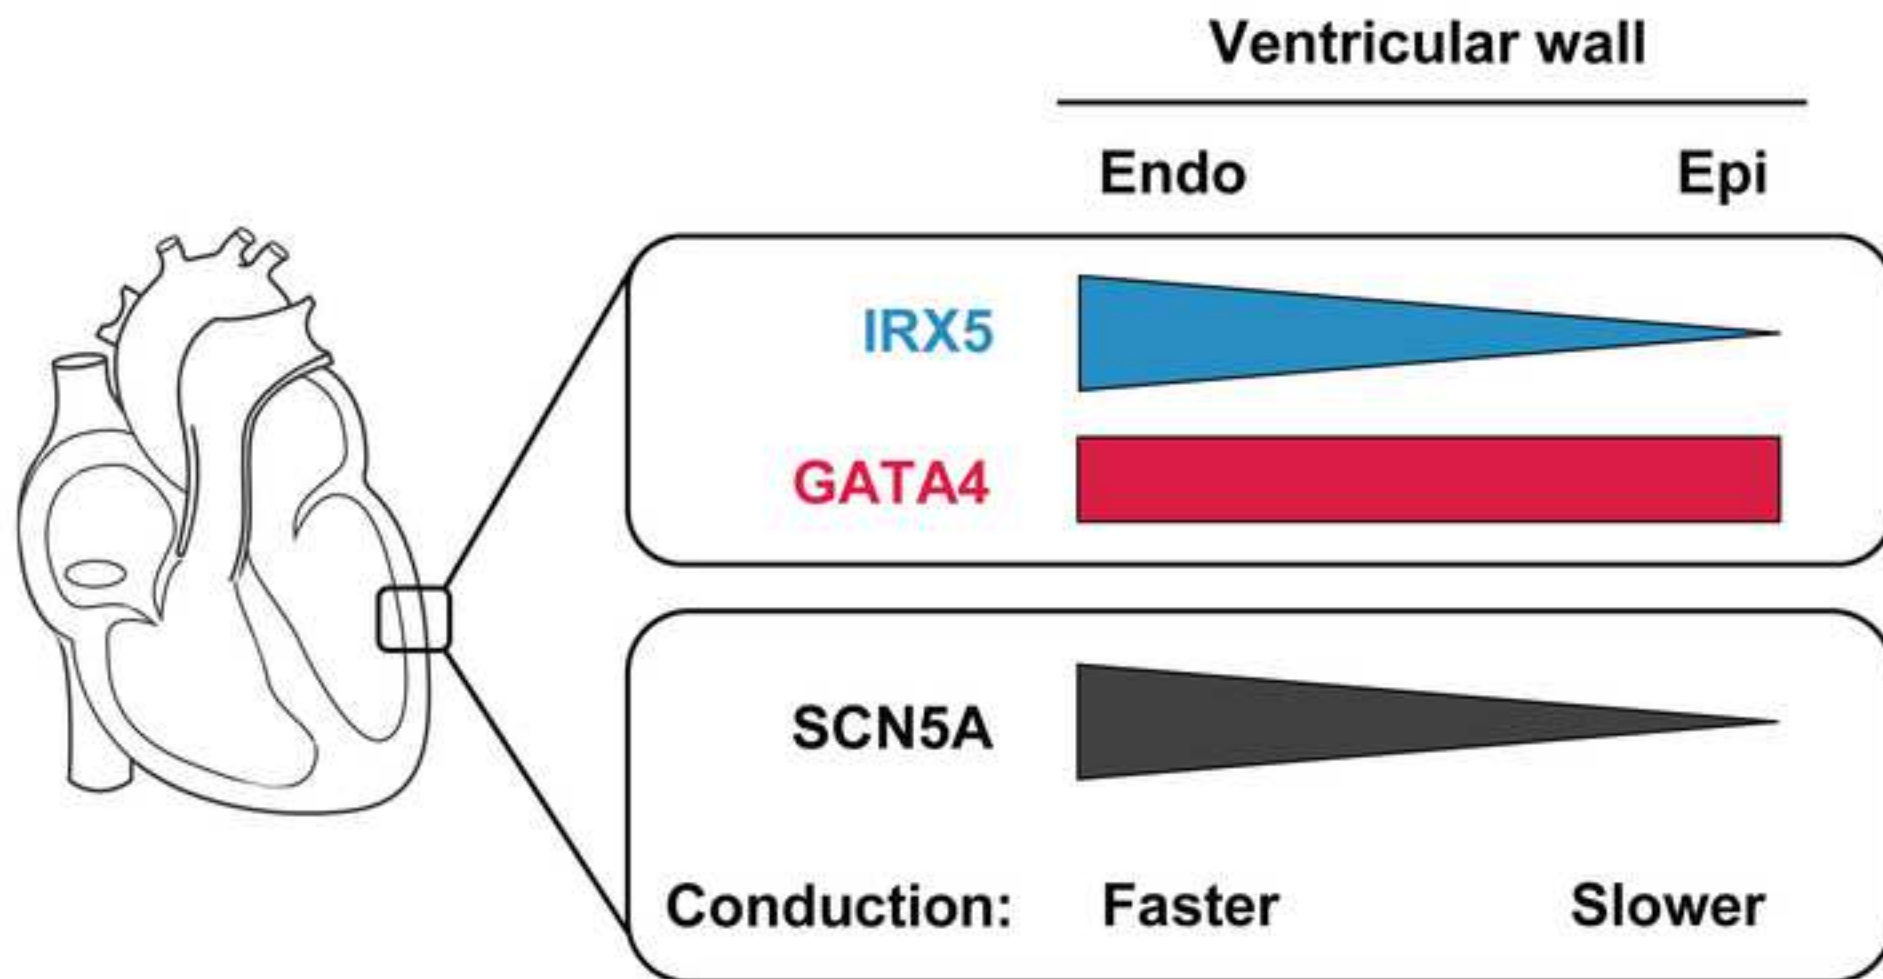 Ventricular wall
Endo Epi
IRX5
GATA4
SCN5A
Conduction: Faster Slower